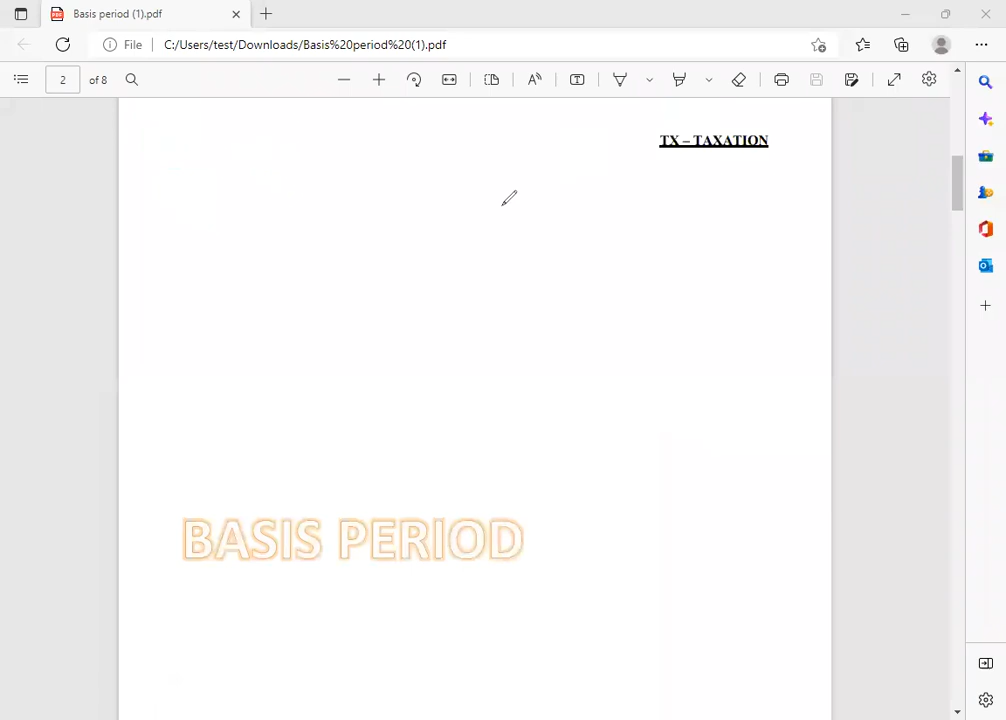 Basis period (1).pdf
File
C:/Users/test/Downloads/Basis%20period%20(1).pdf
2 of 8
TX – TAXATION
BASIS PERIOD